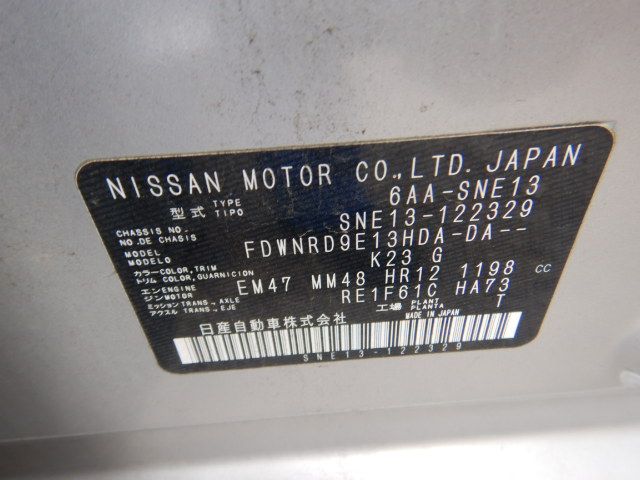 NISSAN MOTOR CO.,LTD. JAPAN
型式 TYPE TIPO 6AA-SNE13
CHASSIS NO. NO.DE CHASIS SNE13-122329
MODEL MODELO FDWNRD9E13HDA-DA--
カラー COLOR,TRIM トリム COLOR,GUARNICION K23 G
エンジン ENGINE MOTOR EM47 MM48 HR12 1198 CC
ミッション TRANS.,AXLE アクスル TRANS.,EJE RE1F61C HA73
工場 PLANT PLANTA T
日産自動車株式会社 MADE IN JAPAN
SNE13-122329